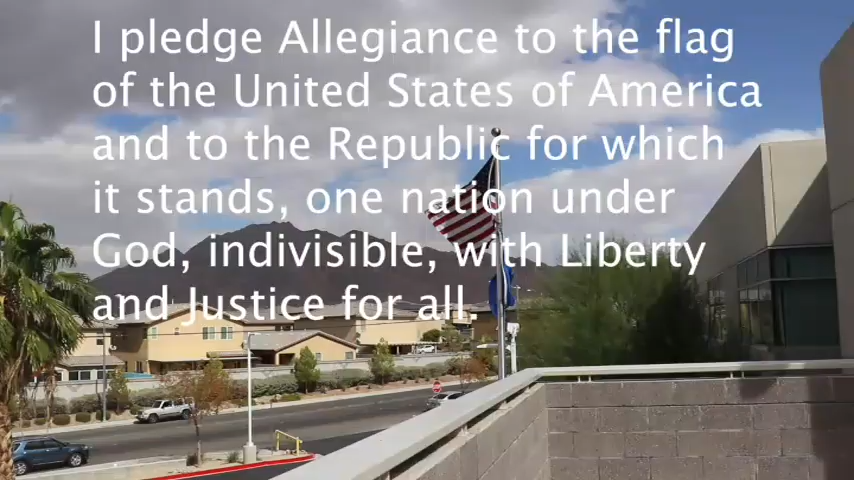 I pledge Allegiance to the flag
of the United States of America
and to the Republic for which
it stands, one nation under
God, indivisible, with Liberty
and Justice for all.